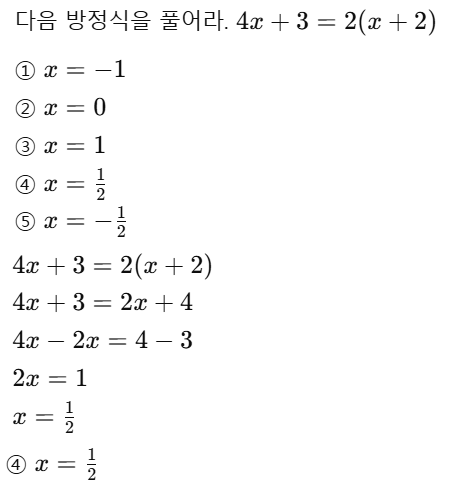 다음 방정식을 풀어라. 4x + 3 = 2(x + 2)
① x = −1
② x = 0
③ x = 1
④ x = 1/2
⑤ x = −1/2
4x + 3 = 2(x + 2)
4x + 3 = 2x + 4
4x − 2x = 4 − 3
2x = 1
x = 1/2
④ x = 1/2